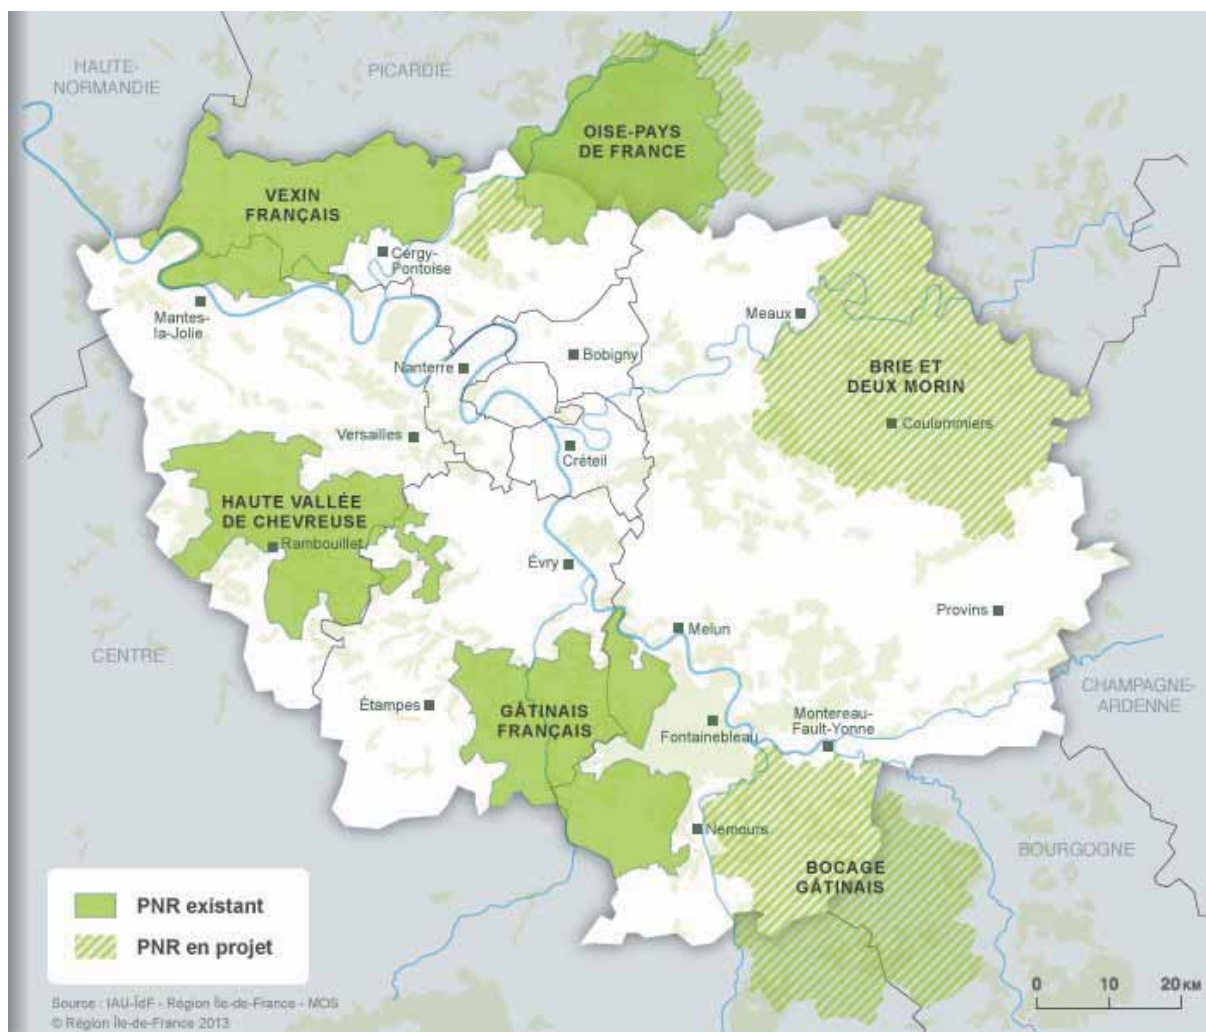 HAUTE-
NORMANDIE
PICARDIE
OISE-PAYS
DE FRANCE
VEXIN
FRANÇAIS
Cergy-
Pontoise
Mantes-
la-Jolie
Meaux
Nanterre
Bobigny
BRIE ET
DEUX MORIN
Coulommiers
Versailles
Créteil
HAUTE VALLÉE
DE CHEVREUSE
Rambouillet
Évry
Provins
Melun
CENTRE
CHAMPAGNE-
ARDENNE
Étampes
GÂTINAIS
FRANÇAIS
Fontainebleau
Montereau-
Fault-Yonne
Nemours
BOURGOGNE
BOCAGE
GÂTINAIS
PNR existant
PNR en projet
0 10 20 KM
Source : IAU-îdF - Région Île-de-France - MOS
© Région Île-de-France 2013